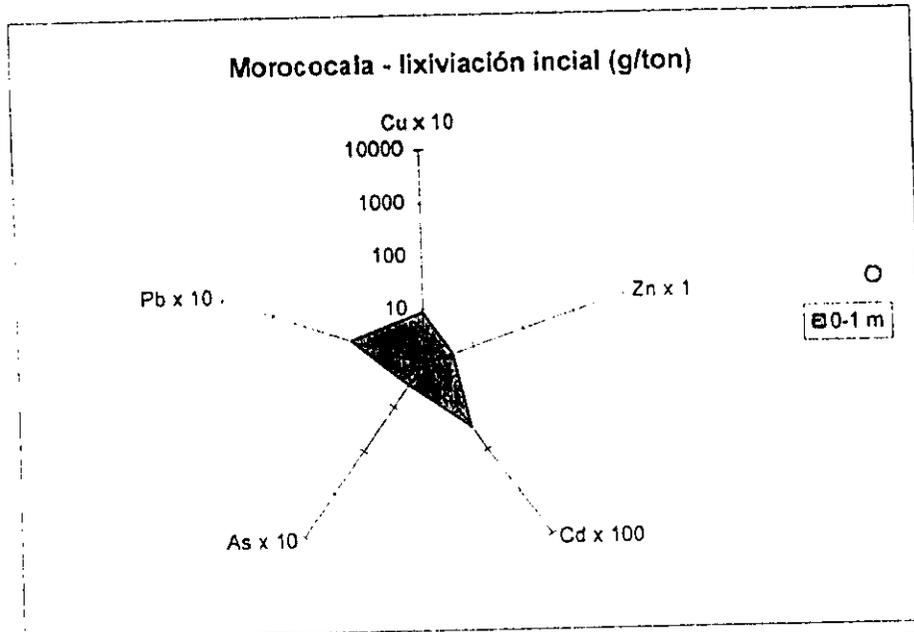 Morococala - lixiviación incial (g/ton)
Cu x 10
10000
1000
100
10
Pb x 10
Zn x 1
0-1 m
As x 10
Cd x 100